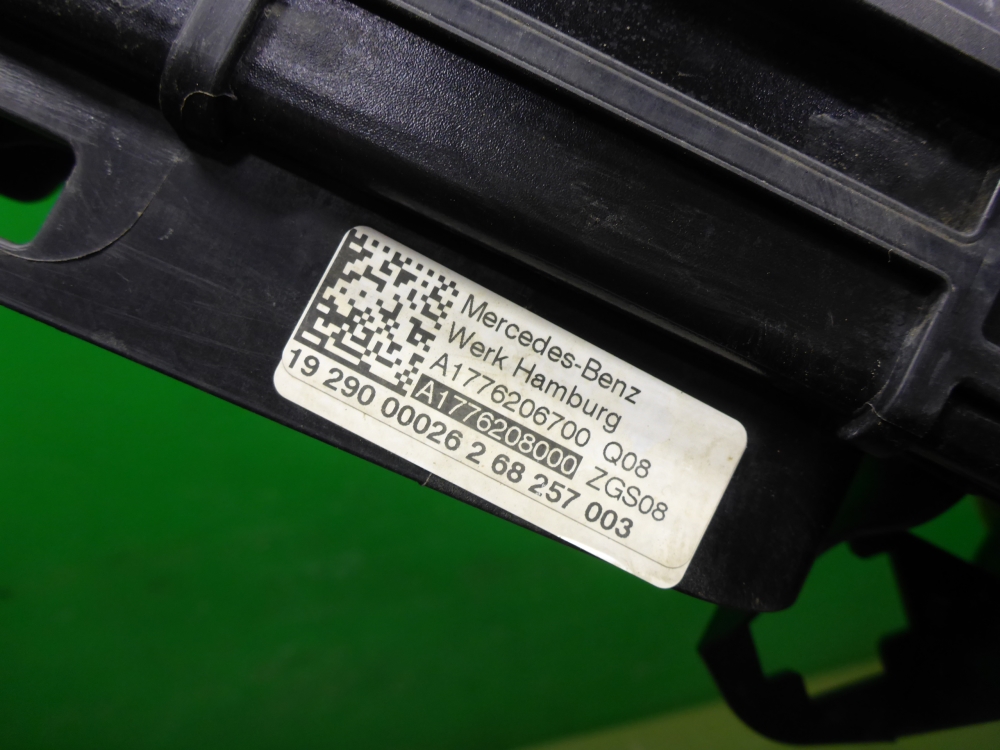 Mercedes-Benz
Werk Hamburg
A1776206700 Q08
A1776208000 ZGS08
19 290 00026 2 68 257 003